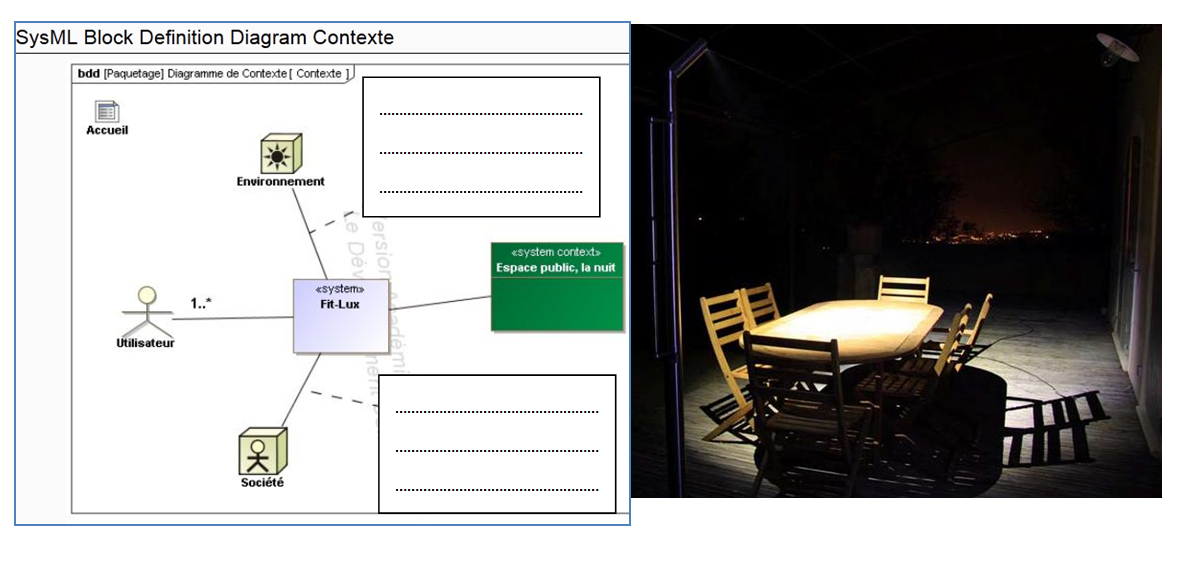 SysML Block Definition Diagram Contexte
bdd [Paquetage] Diagramme de Contexte [ Contexte ]
Accueil
Environnement
«system context»
Espace public, la nuit
«system»
Fit-Lux
1..*
Utilisateur
Société